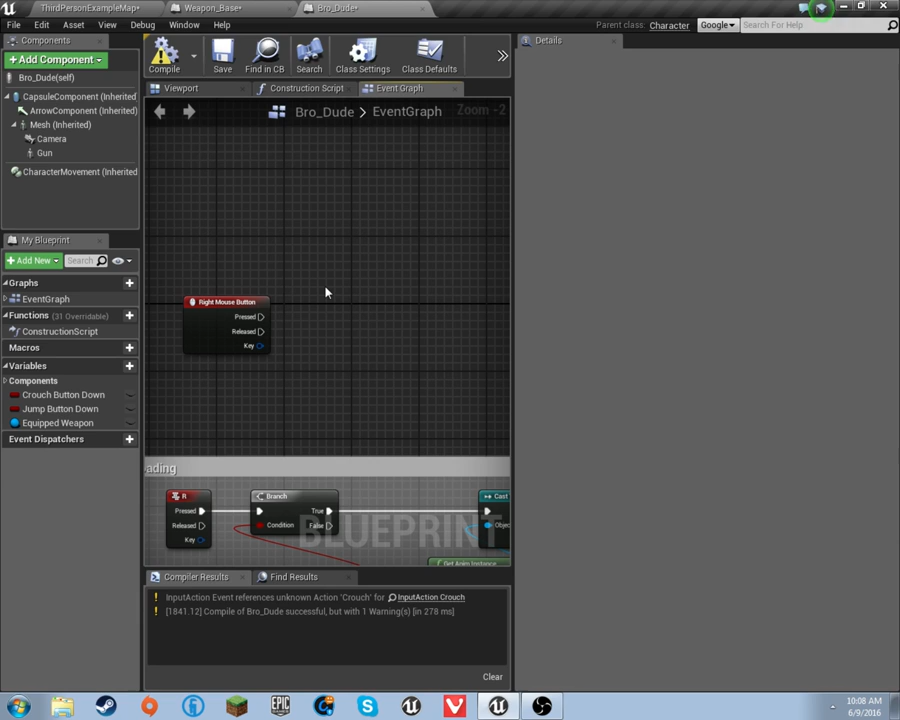 ThirdPersonExampleMap*
Weapon_Base*
Bro_Dude*
File Edit Asset View Debug Window Help
Parent class: Character
Google
Search For Help
Components
Details
+ Add Component
Compile
Save
Find in CB
Search
Class Settings
Class Defaults
Bro_Dude(self)
Viewport
Construction Script
Event Graph
CapsuleComponent (Inherited)
ArrowComponent (Inherited)
Mesh (Inherited)
Camera
Gun
CharacterMovement (Inherited)
Bro_Dude > EventGraph
Zoom -2
My Blueprint
+ Add New
Search
Graphs
EventGraph
Functions (31 Overridable)
ConstructionScript
Macros
Variables
Components
Crouch Button Down
Jump Button Down
Equipped Weapon
Event Dispatchers
Right Mouse Button
Pressed
Released
Key
ading
R
Pressed
Released
Key
Branch
True
Condition
False
Cast
Objec
Get Anim Instance
BLUEPRINT
Compiler Results
Find Results
InputAction Event references unknown Action 'Crouch' for InputAction Crouch
[1841.12] Compile of Bro_Dude successful, but with 1 Warning(s) [in 278 ms]
Clear
EPIC
10:08 AM
6/9/2016